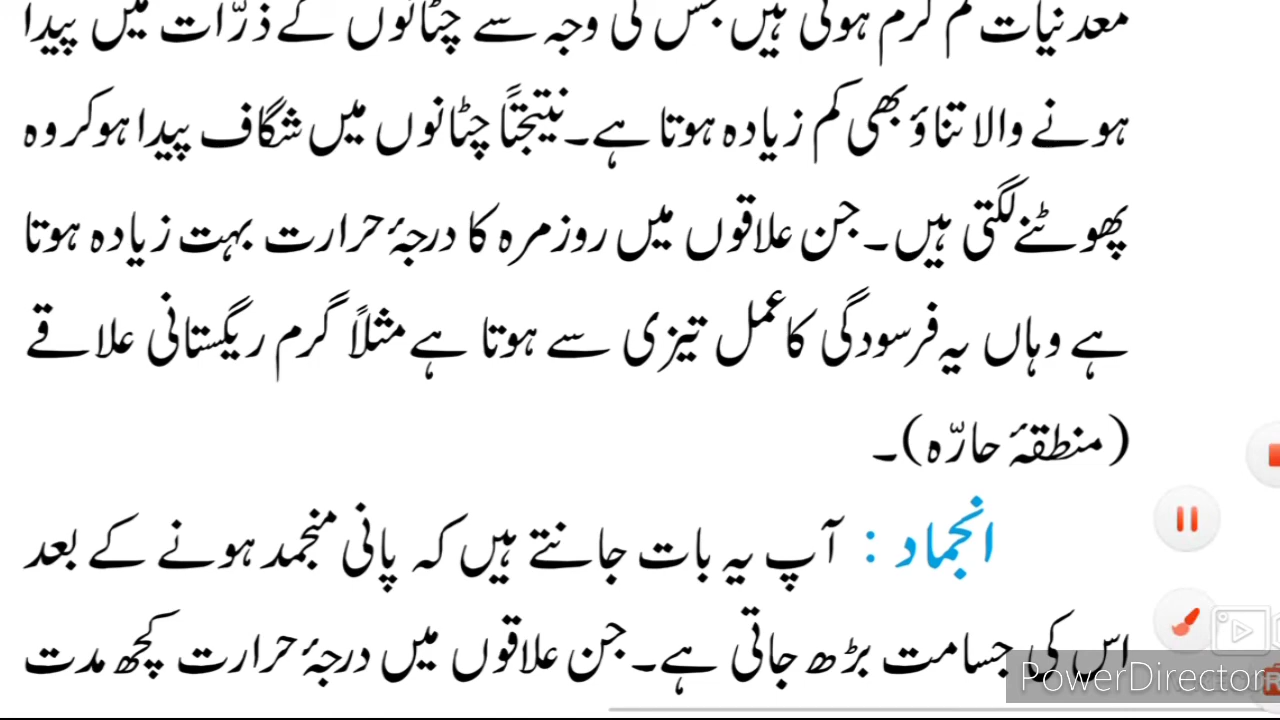 معدنیات کم گرم ہوتی ہیں جس کی وجہ سے چٹانوں کے ذرّات میں پیدا
ہونے والا تناؤ بھی کم زیادہ ہوتا ہے۔ نتیجتاً چٹانوں میں شگاف پیدا ہوکر وہ
پھوٹنے لگتی ہیں۔ جن علاقوں میں روزمرہ کا درجۂ حرارت بہت زیادہ ہوتا
ہے وہاں یہ فرسودگی کا عمل تیزی سے ہوتا ہے مثلاً گرم ریگستانی علاقے
(منطقۂ حارّہ)۔
انجماد : آپ یہ بات جانتے ہیں کہ پانی منجمد ہونے کے بعد
اس کی جسامت بڑھ جاتی ہے۔ جن علاقوں میں درجۂ حرارت کچھ مدت
PowerDirector